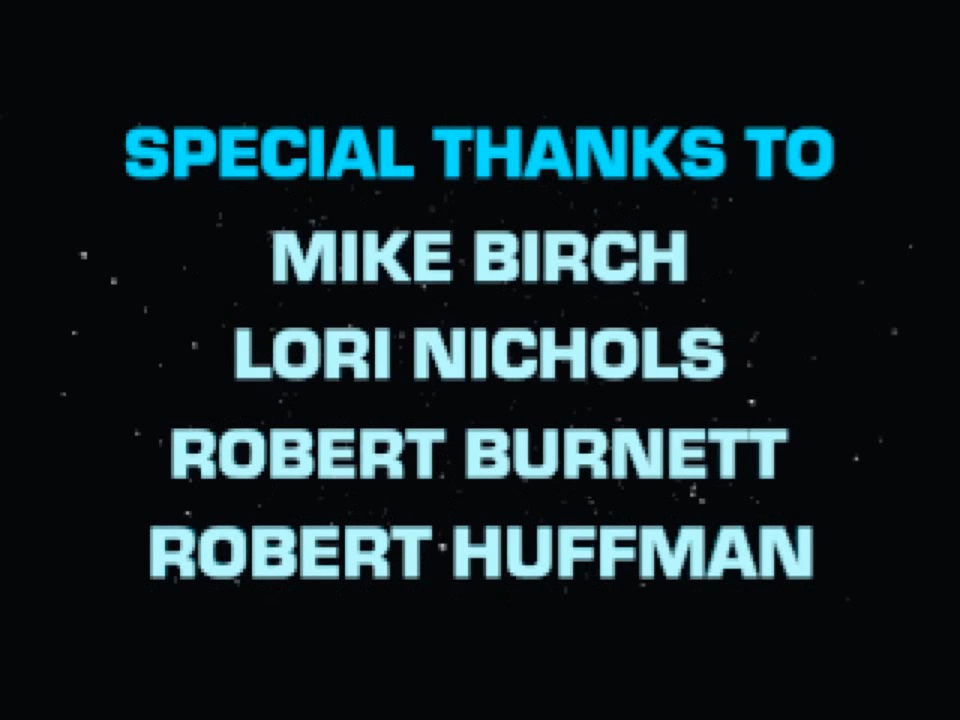 SPECIAL THANKS TO
MIKE BIRCH
LORI NICHOLS
ROBERT BURNETT
ROBERT HUFFMAN